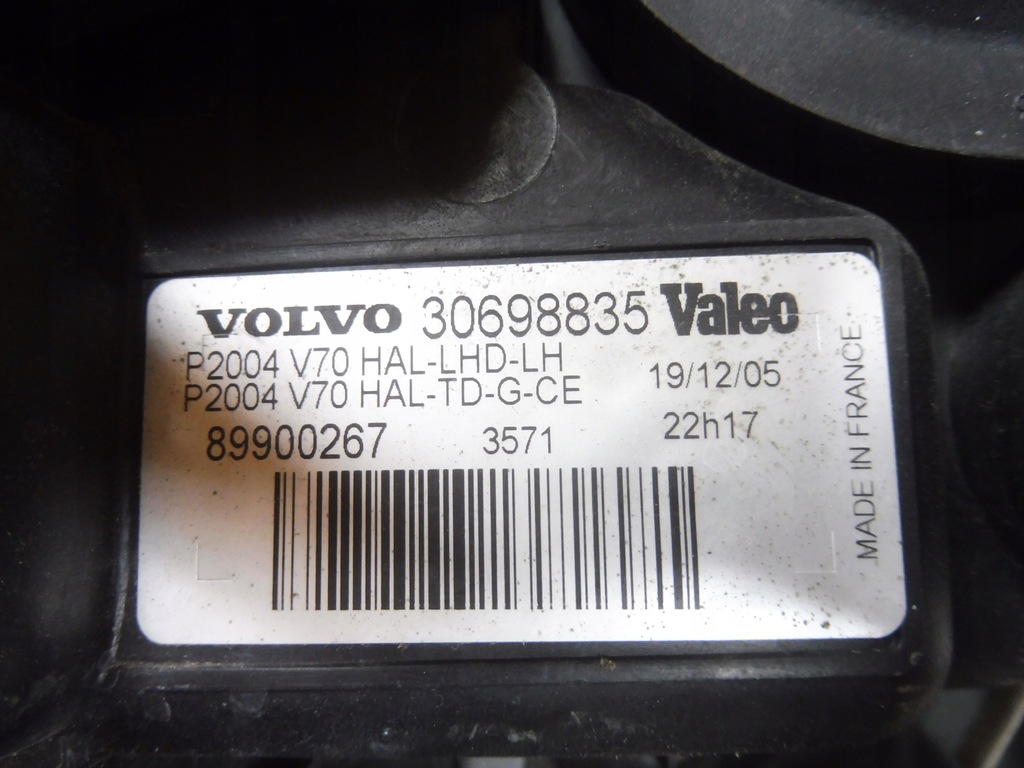 VOLVO 30698835 Valeo
P2004 V70 HAL-LHD-LH
P2004 V70 HAL-TD-G-CE
19/12/05
89900267 3571 22h17
MADE IN FRANCE